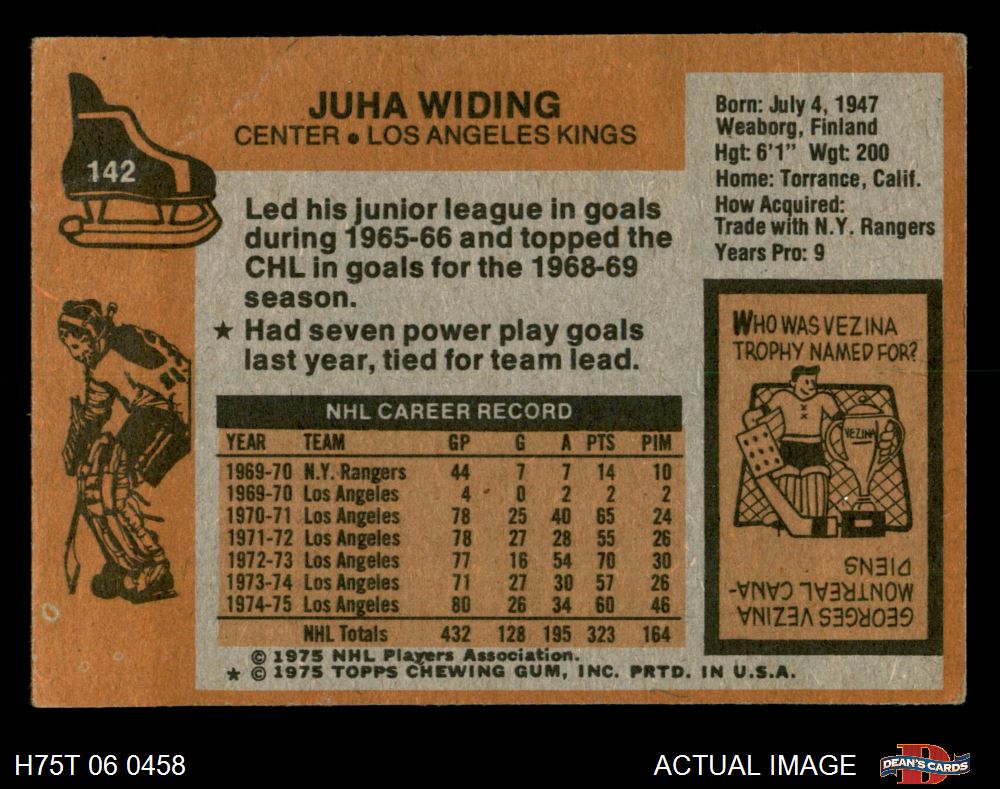 142
JUHA WIDING
CENTER • LOS ANGELES KINGS
Born: July 4, 1947
Weaborg, Finland
Hgt: 6'1" Wgt: 200
Home: Torrance, Calif.
How Acquired:
Trade with N.Y. Rangers
Years Pro: 9
Led his junior league in goals
during 1965-66 and topped the
CHL in goals for the 1968-69
season.
★ Had seven power play goals
last year, tied for team lead.
NHL CAREER RECORD
YEAR TEAM GP G A PTS PIM
1969-70 N.Y. Rangers 44 7 7 14 10
1969-70 Los Angeles 4 0 2 2 2
1970-71 Los Angeles 78 25 40 65 24
1971-72 Los Angeles 78 27 28 55 26
1972-73 Los Angeles 77 16 54 70 30
1973-74 Los Angeles 71 27 30 57 26
1974-75 Los Angeles 80 26 34 60 46
NHL Totals 432 128 195 323 164
© 1975 NHL Players Association.
★ © 1975 TOPPS CHEWING GUM, INC. PRTD. IN U.S.A.
WHO WAS VEZINA
TROPHY NAMED FOR?
VEZINA
GEORGES VEZINA
MONTREAL CANA-
DIENS
H75T 06 0458
ACTUAL IMAGE
D
DEAN'S CARDS